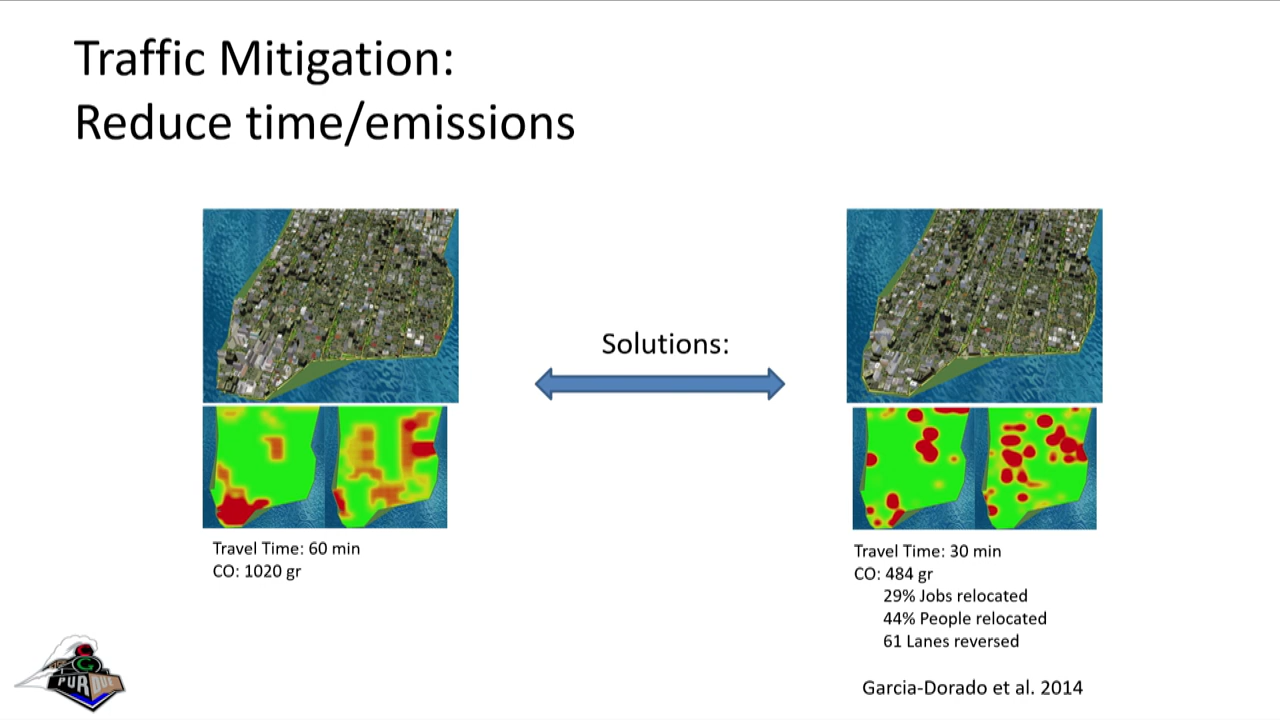 Traffic Mitigation:
Reduce time/emissions
Solutions:
Travel Time: 60 min
CO: 1020 gr
Travel Time: 30 min
CO: 484 gr
29% Jobs relocated
44% People relocated
61 Lanes reversed
Garcia-Dorado et al. 2014
C
G
PURDUE